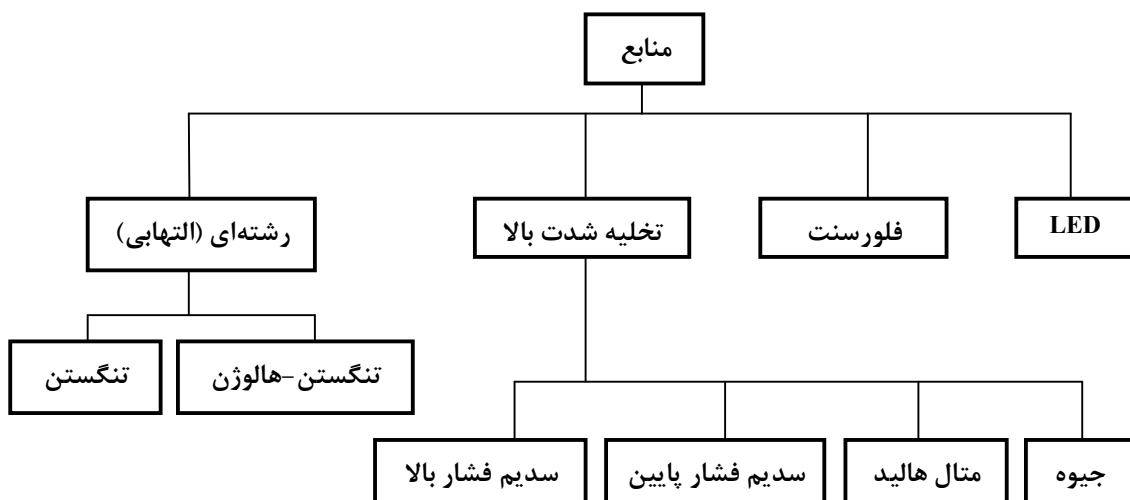 منابع
رشته‌ای (التهابی)
تخلیه شدت بالا
فلورسنت
LED
تنگستن
تنگستن-هالوژن
سدیم فشار بالا
سدیم فشار پایین
متال هالید
جیوه